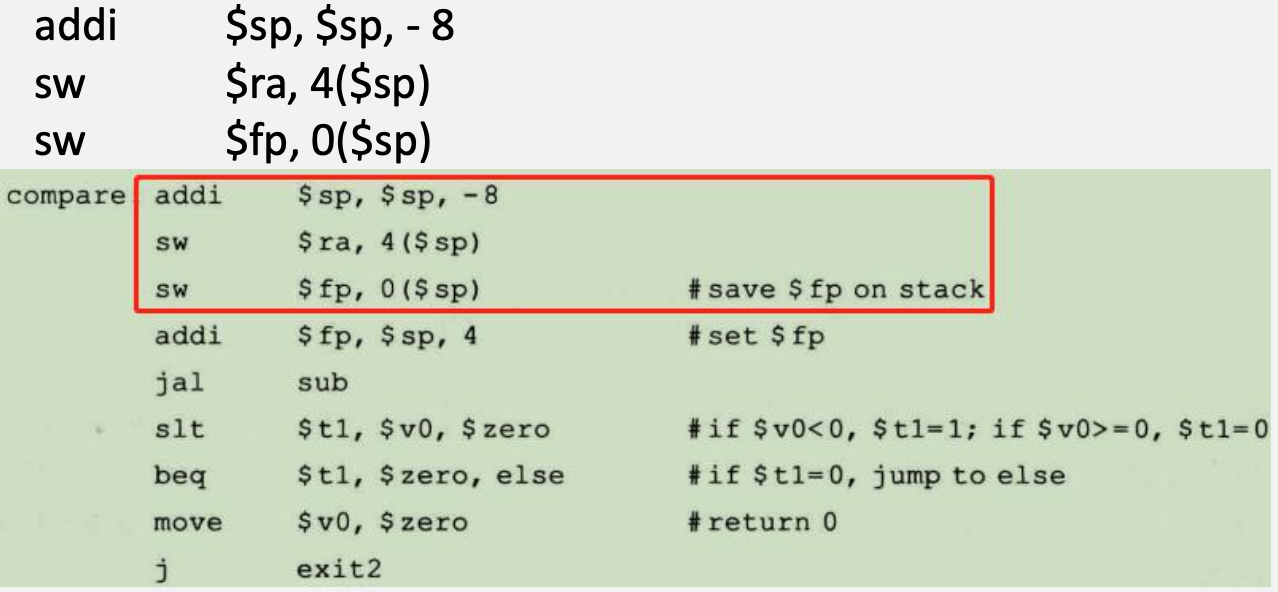 addi $sp, $sp, - 8
sw $ra, 4($sp)
sw $fp, 0($sp)
compare: addi $sp, $sp, -8
sw $ra, 4($sp)
sw $fp, 0($sp) #save $fp on stack
addi $fp, $sp, 4 #set $fp
jal sub
slt $t1, $v0, $zero #if $v0<0, $t1=1; if $v0>=0, $t1=0
beq $t1, $zero, else #if $t1=0, jump to else
move $v0, $zero #return 0
j exit2